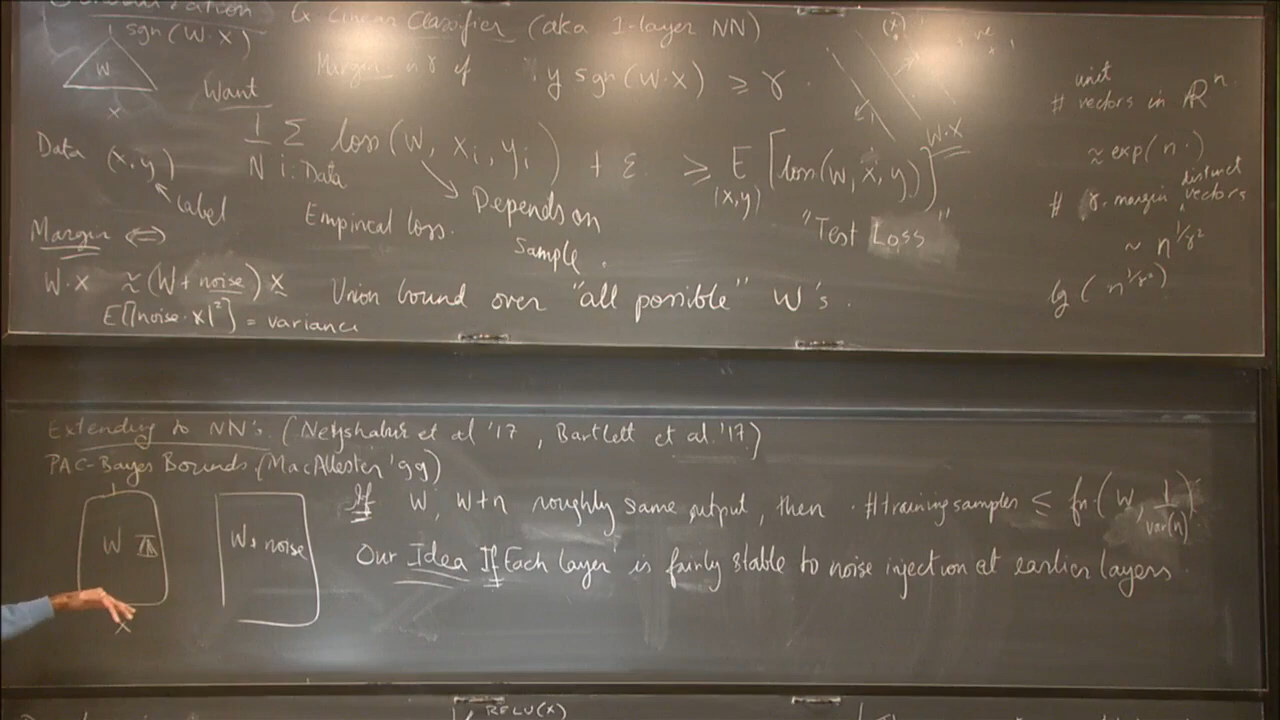 Ex Linear Classifier (aka 1-layer NN)
sgn(W·X)
W
x
Margin is γ if y sgn(W·X) ≥ γ.
Want
1/N Σ i:Data loss(W, xi, yi) + ε ≥ E (x,y) [loss(W, x, y)]
Data (x,y)
Label
Empirical loss.
Depends on
Sample.
"Test Loss"
W·X
Margin ⇔
W·X ≈ (W+noise) X
E[|noise·X|²] = variance
Union bound over "all possible" W's.
unit
# vectors in ℝⁿ
≈ exp(n·)
# γ-margin distinct vectors
~ n^1/γ²
lg(n^1/γ²)
Extending to NN's. (Neyshabur et al '17, Bartlett et al. '17)
PAC-Bayes Bounds. (MacAllester '99)
W
x
W+noise
If W, W+η roughly same output, then #training samples ≤ fn(W, 1/Var(η))
Our Idea If Each layer is fairly stable to noise injection at earlier layers
RELU(X)